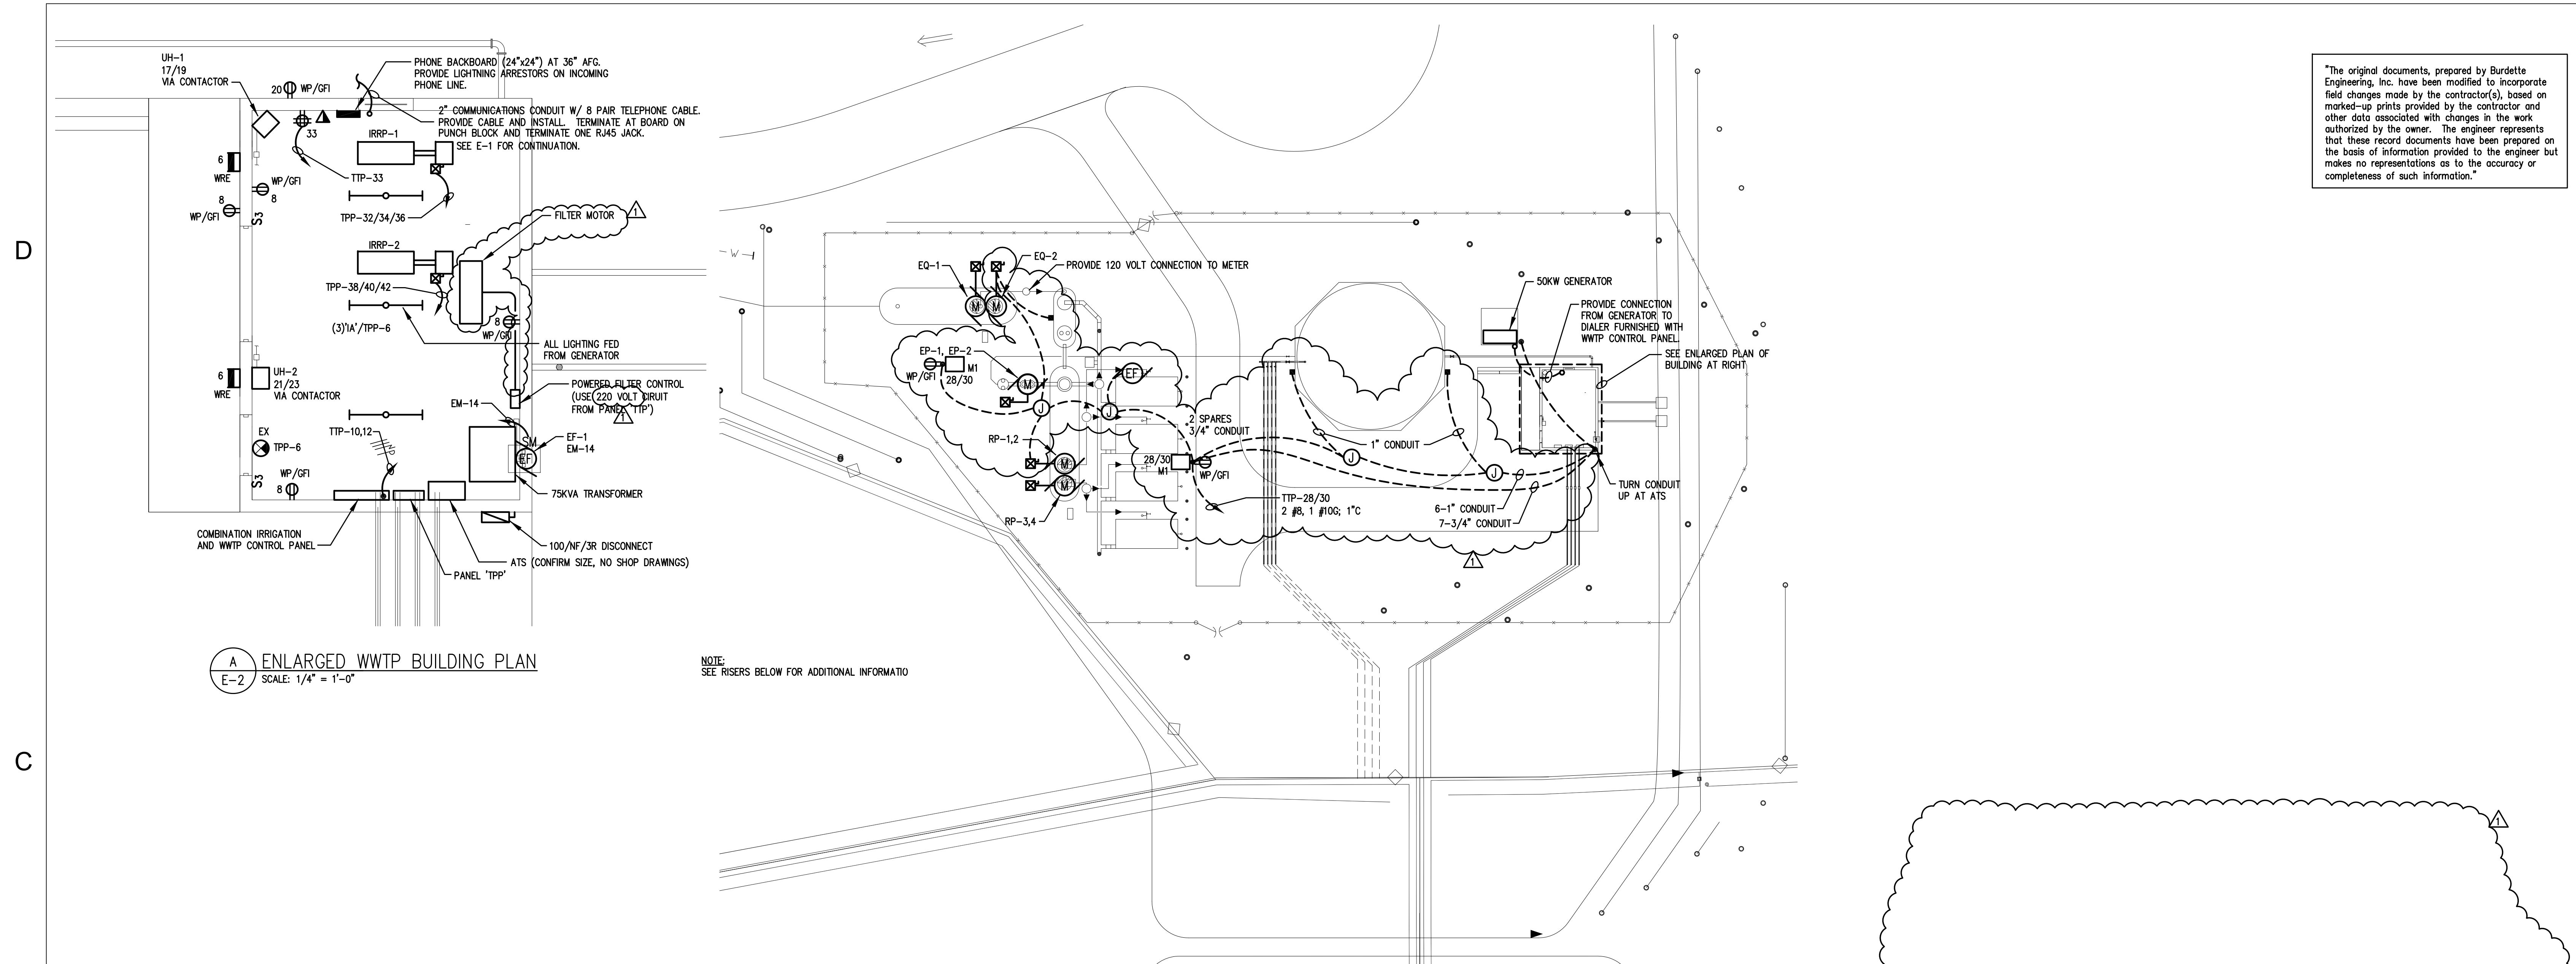 UH-1
17/19
VIA CONTACTOR
20 WP/GFI
PHONE BACKBOARD (24"x24") AT 36" AFG.
PROVIDE LIGHTNING ARRESTORS ON INCOMING
PHONE LINE.
2" COMMUNICATIONS CONDUIT W/ 8 PAIR TELEPHONE CABLE.
PROVIDE CABLE AND INSTALL. TERMINATE AT BOARD ON
PUNCH BLOCK AND TERMINATE ONE RJ45 JACK.
SEE E-1 FOR CONTINUATION.
33
IRRP-1
6
WRE
TTP-33
WP/GFI
8
8
WP/GFI
S3
TPP-32/34/36
FILTER MOTOR
1
D
IRRP-2
TPP-38/40/42
(3)'IA'/TPP-6
8
WP/GFI
ALL LIGHTING FED
FROM GENERATOR
6
WRE
UH-2
21/23
VIA CONTACTOR
POWERED FILTER CONTROL
(USE 220 VOLT CIRUIT
FROM PANEL 'TTP')
1
EM-14
EX
TPP-6
TTP-10,12
SM
EF
EF-1
EM-14
S3
WP/GFI
8
75KVA TRANSFORMER
COMBINATION IRRIGATION
AND WWTP CONTROL PANEL
100/NF/3R DISCONNECT
ATS (CONFIRM SIZE, NO SHOP DRAWINGS)
PANEL 'TPP'
A
E-2
ENLARGED WWTP BUILDING PLAN
SCALE: 1/4" = 1'-0"
NOTE:
SEE RISERS BELOW FOR ADDITIONAL INFORMATIO
W
EQ-1
EQ-2
PROVIDE 120 VOLT CONNECTION TO METER
M
M
EP-1, EP-2
M1
28/30
WP/GFI
M
EF
J
J
2 SPARES
3/4" CONDUIT
RP-1,2
M
M
RP-3,4
28/30
M1
WP/GFI
TTP-28/30
2 #8, 1 #10G; 1"C
1" CONDUIT
J
J
6-1" CONDUIT
7-3/4" CONDUIT
1
50KW GENERATOR
PROVIDE CONNECTION
FROM GENERATOR TO
DIALER FURNISHED WITH
WWTP CONTROL PANEL.
SEE ENLARGED PLAN OF
BUILDING AT RIGHT
TURN CONDUIT
UP AT ATS
"The original documents, prepared by Burdette
Engineering, Inc. have been modified to incorporate
field changes made by the contractor(s), based on
marked-up prints provided by the contractor and
other data associated with changes in the work
authorized by the owner. The engineer represents
that these record documents have been prepared on
the basis of information provided to the engineer but
makes no representations as to the accuracy or
completeness of such information."
C
1